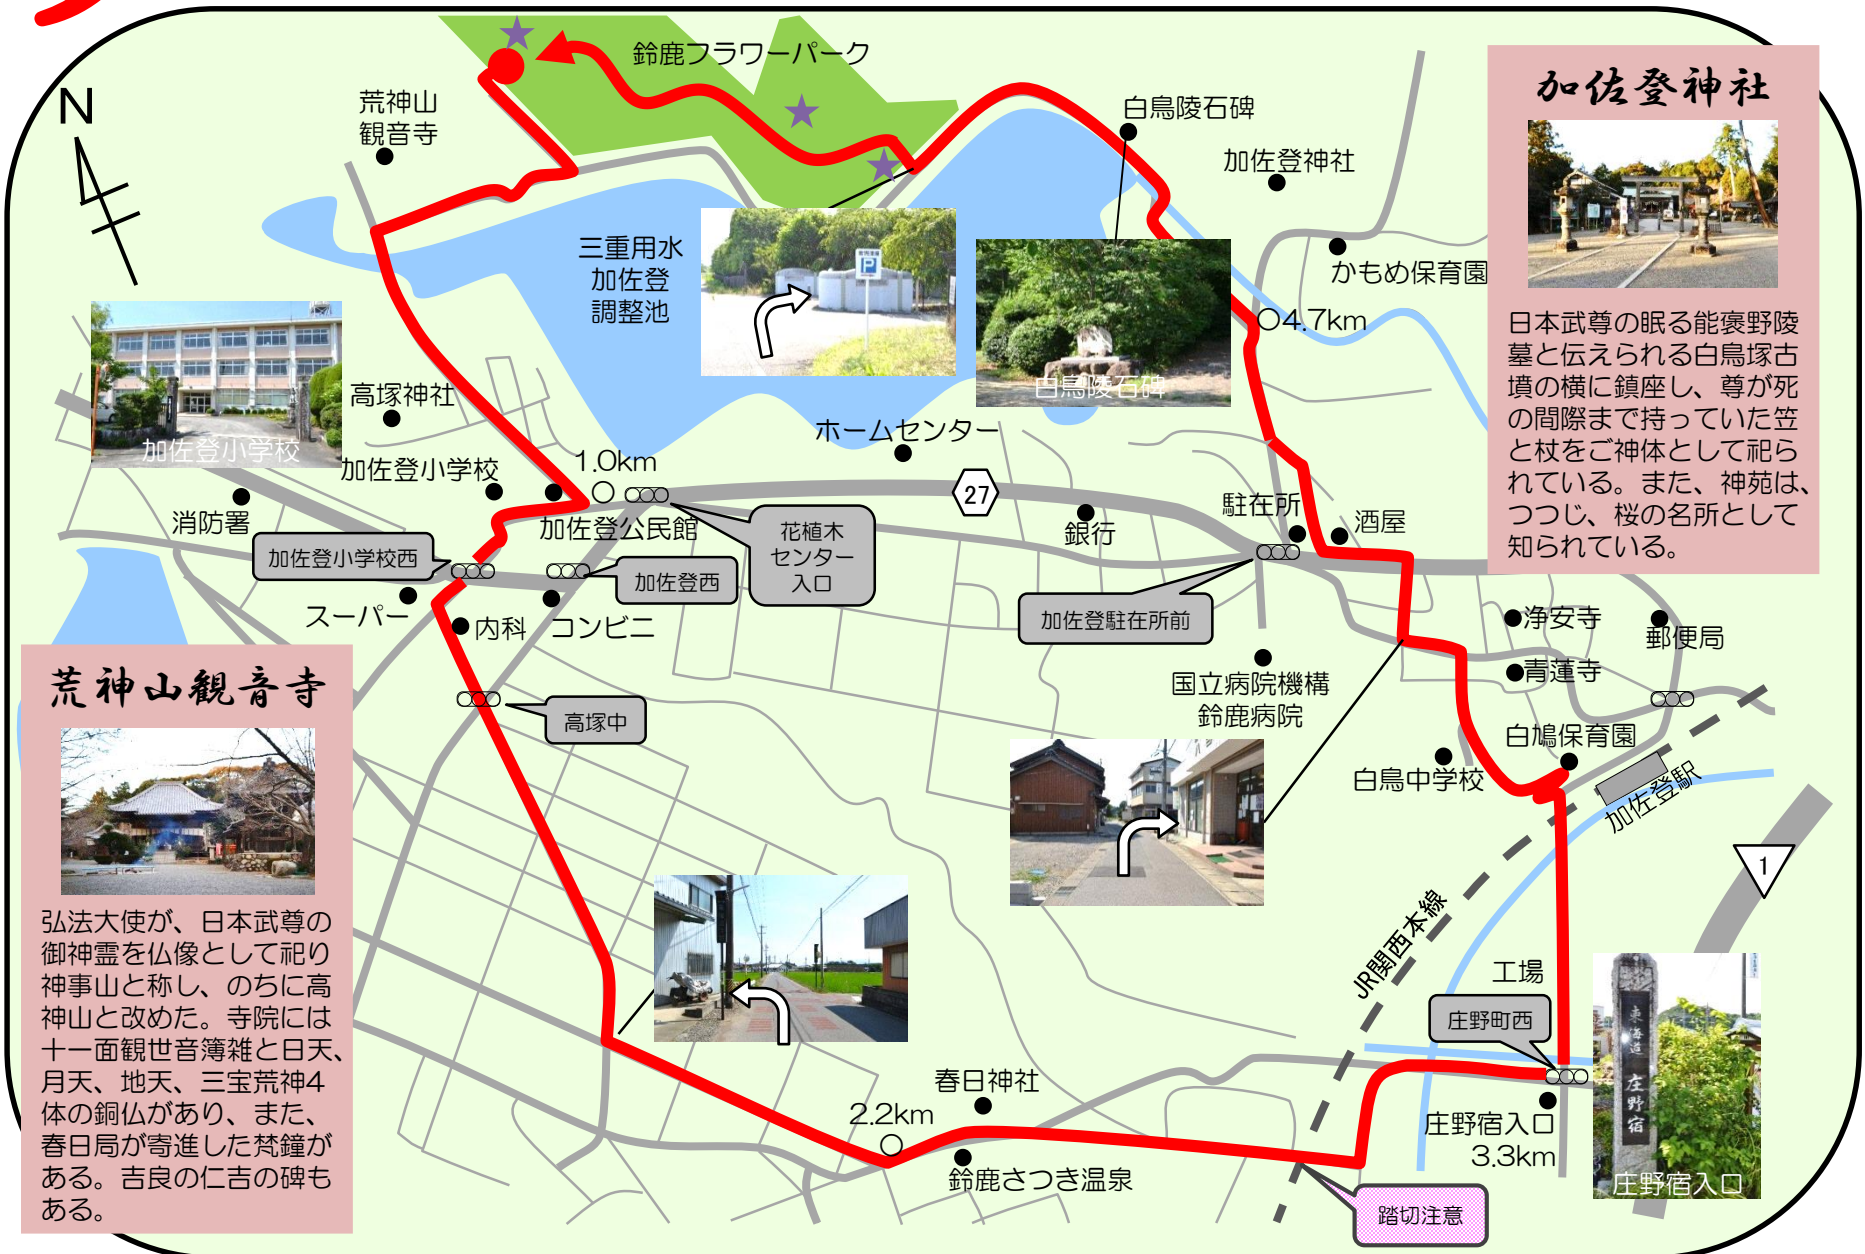 鈴鹿フラワーパーク
N
荒神山
観音寺
白鳥陵石碑
加佐登神社
かもめ保育園
三重用水
加佐登
調整池
P
白鳥陵石碑
4.7km
加佐登神社
日本武尊の眠る能褒野陵
墓と伝えられる白鳥塚古
墳の横に鎮座し、尊が死
の間際まで持っていた笠
と杖をご神体として祀ら
れている。また、神苑は、
つつじ、桜の名所として
知られている。
加佐登小学校
高塚神社
加佐登小学校
1.0km
ホームセンター
27
消防署
加佐登公民館
花植木
センター
入口
銀行
駐在所
酒屋
加佐登小学校西
加佐登西
スーパー
内科
コンビニ
加佐登駐在所前
浄安寺
郵便局
青蓮寺
国立病院機構
鈴鹿病院
高塚中
白鳥中学校
白鳩保育園
加佐登駅
1
JR関西本線
荒神山観音寺
弘法大使が、日本武尊の
御神霊を仏像として祀り
神事山と称し、のちに高
神山と改めた。寺院には
十一面観世音簿雑と日天、
月天、地天、三宝荒神4
体の銅仏があり、また、
春日局が寄進した梵鐘が
ある。吉良の仁吉の碑も
ある。
工場
庄野町西
東海道 庄野宿
庄野宿入口
春日神社
2.2km
鈴鹿さつき温泉
庄野宿入口
3.3km
踏切注意